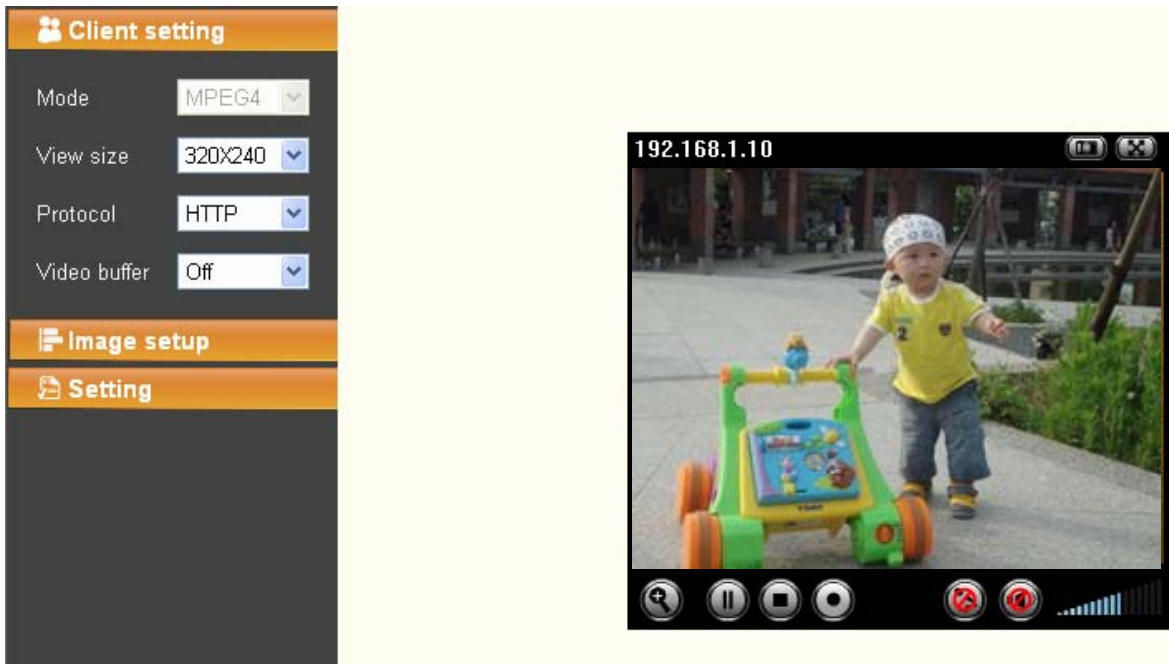 Client setting
Mode MPEG4
View size 320X240
Protocol HTTP
Video buffer Off
Image setup
Setting
192.168.1.10
2